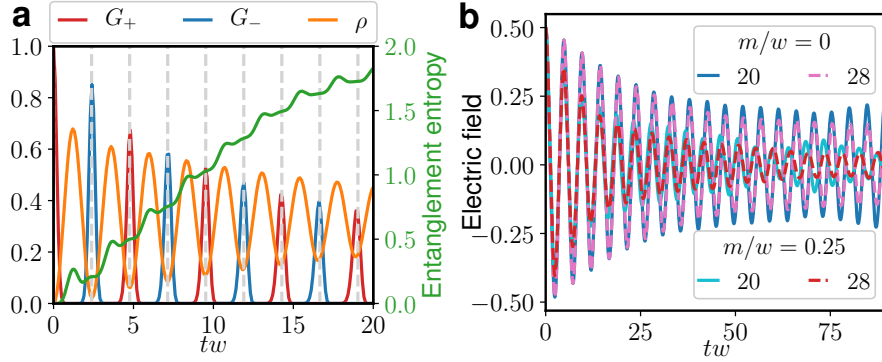 a
G₊ G₋ ρ
1.0
0.8
0.6
0.4
0.2
0.0
2.0
1.5
1.0
0.5
0.0
Entanglement entropy
0 5 10 15 20
tw
b
Electric field
0.50
0.25
0.00
−0.25
−0.50
m/w = 0
20 28
m/w = 0.25
20 28
0 25 50 75
tw